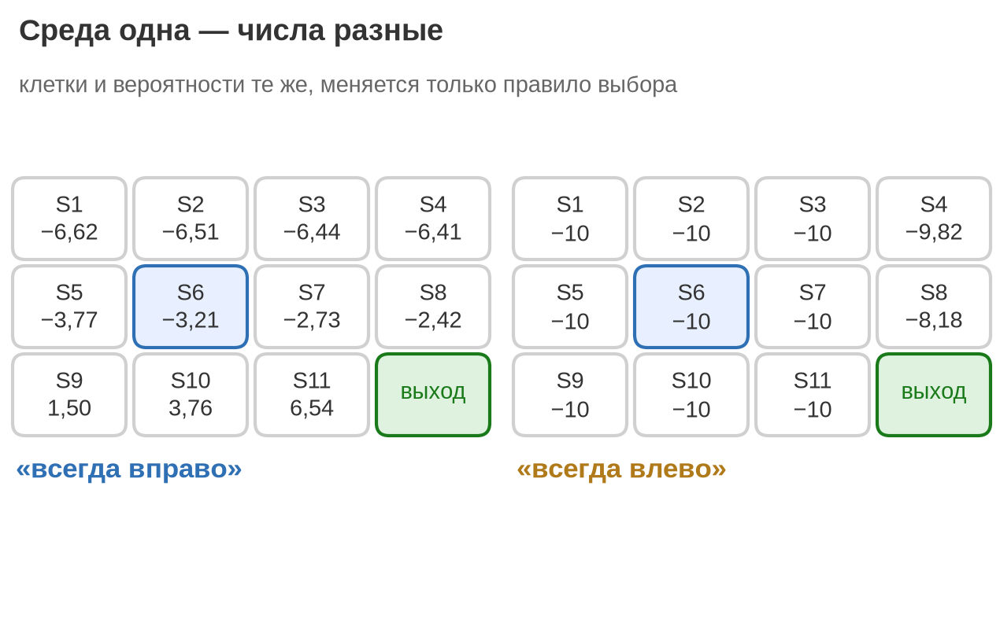 Среда одна — числа разные
клетки и вероятности те же, меняется только правило выбора
S1 S2 S3 S4 S1 S2 S3 S4
−6,62 −6,51 −6,44 −6,41 −10 −10 −10 −9,82
S5 S6 S7 S8 S5 S6 S7 S8
−3,77 −3,21 −2,73 −2,42 −10 −10 −10 −8,18
S9 S10 S11 выход S9 S10 S11 выход
1,50 3,76 6,54 −10 −10 −10
«всегда вправо» «всегда влево»